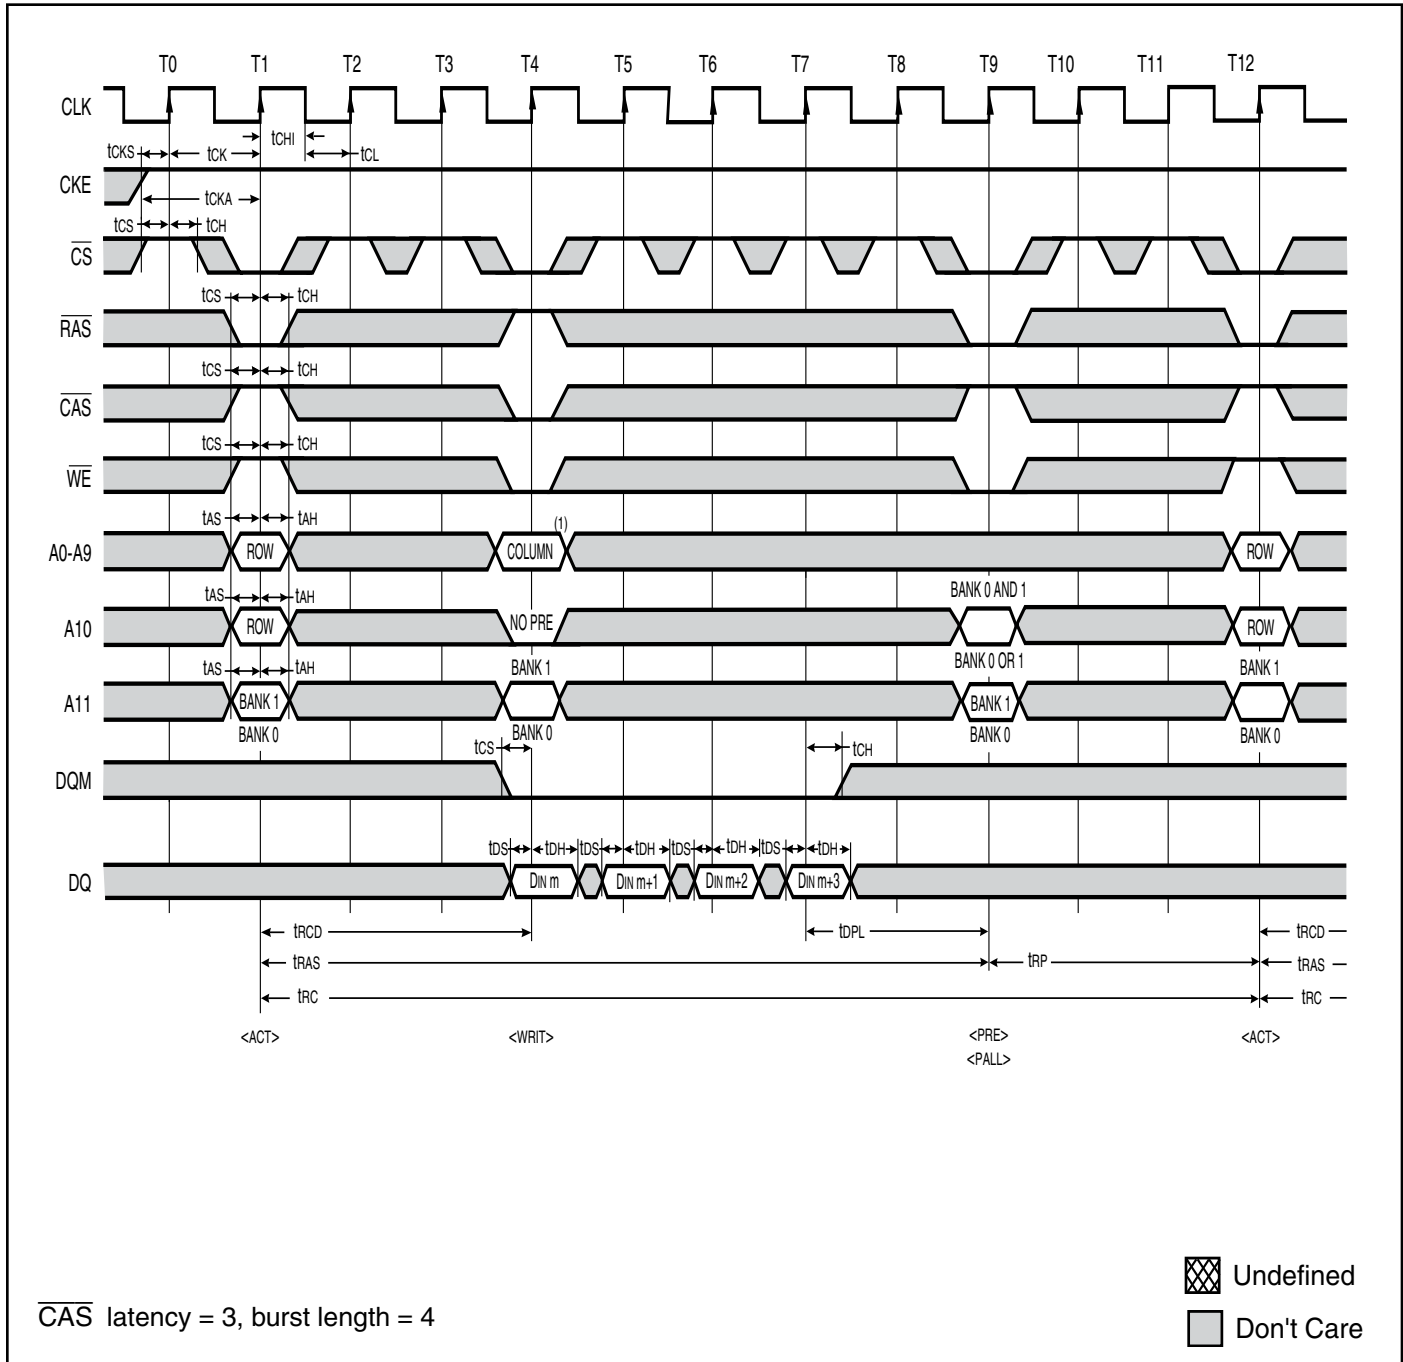 T0 T1 T2 T3 T4 T5 T6 T7 T8 T9 T10 T11 T12
CLK
tCHI
tCKS tCK tCL
CKE
tCKA
tCS tCH
CS
tCS tCH
RAS
tCS tCH
CAS
tCS tCH
WE
tAS tAH (1)
A0-A9 ROW COLUMN ROW
tAS tAH BANK 0 AND 1
A10 ROW NO PRE ROW
tAS tAH BANK 1 BANK 0 OR 1 BANK 1
A11 BANK 1 BANK 1
BANK 0 BANK 0 BANK 0 BANK 0
tCS tCH
DQM
tDS tDH tDS tDH tDS tDH tDS tDH
DQ DIN m DIN m+1 DIN m+2 DIN m+3
tRCD tDPL tRCD
tRAS tRP tRAS
tRC tRC
<ACT> <WRIT> <PRE> <ACT>
<PALL>
Undefined
CAS latency = 3, burst length = 4
Don't Care